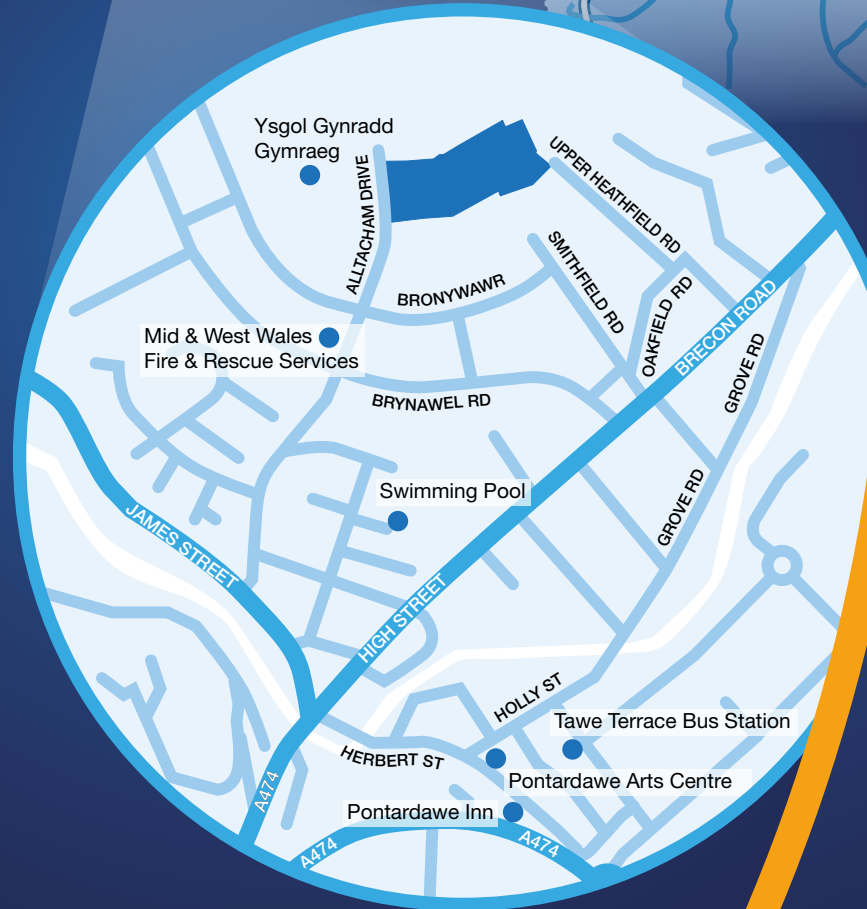 Ysgol Gynradd
Gymraeg
ALLTACHAM DRIVE
UPPER HEATHFIELD RD
SMITHFIELD RD
BRONYWAWR
OAKFIELD RD
BRECON ROAD
Mid & West Wales
Fire & Rescue Services
GROVE RD
BRYNAWEL RD
Swimming Pool
GROVE RD
JAMES STREET
HIGH STREET
HOLLY ST
Tawe Terrace Bus Station
HERBERT ST
Pontardawe Arts Centre
A474
Pontardawe Inn
A474
A474